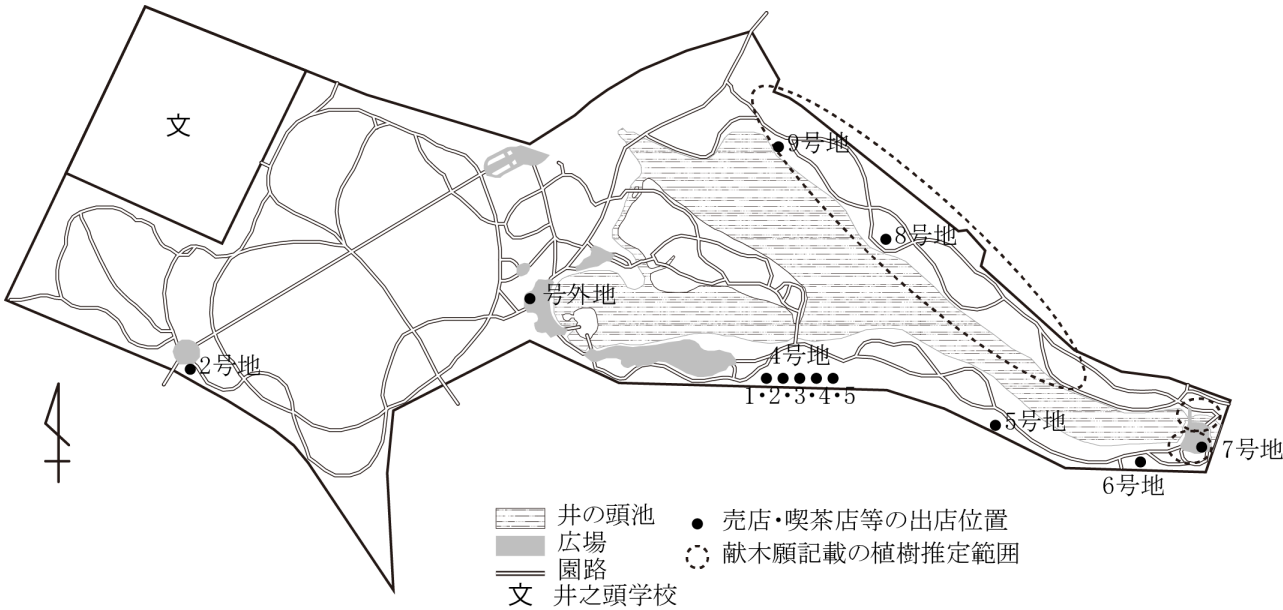 文
9号地
8号地
号外地
2号地
4号地
1・2・3・4・5
5号地
7号地
6号地
井の頭池
広場
園路
文 井之頭学校
売店・喫茶店等の出店位置
献木願記載の植樹推定範囲